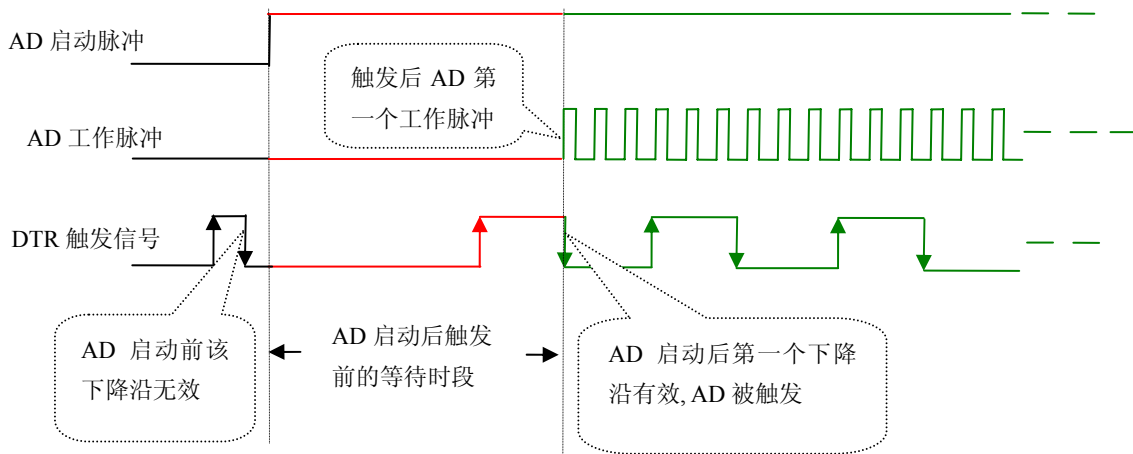 AD 启动脉冲
触发后 AD 第
一个工作脉冲
AD 工作脉冲
DTR 触发信号
AD 启动前该
下降沿无效
AD 启动后触发
前的等待时段
AD 启动后第一个下降
沿有效, AD 被触发